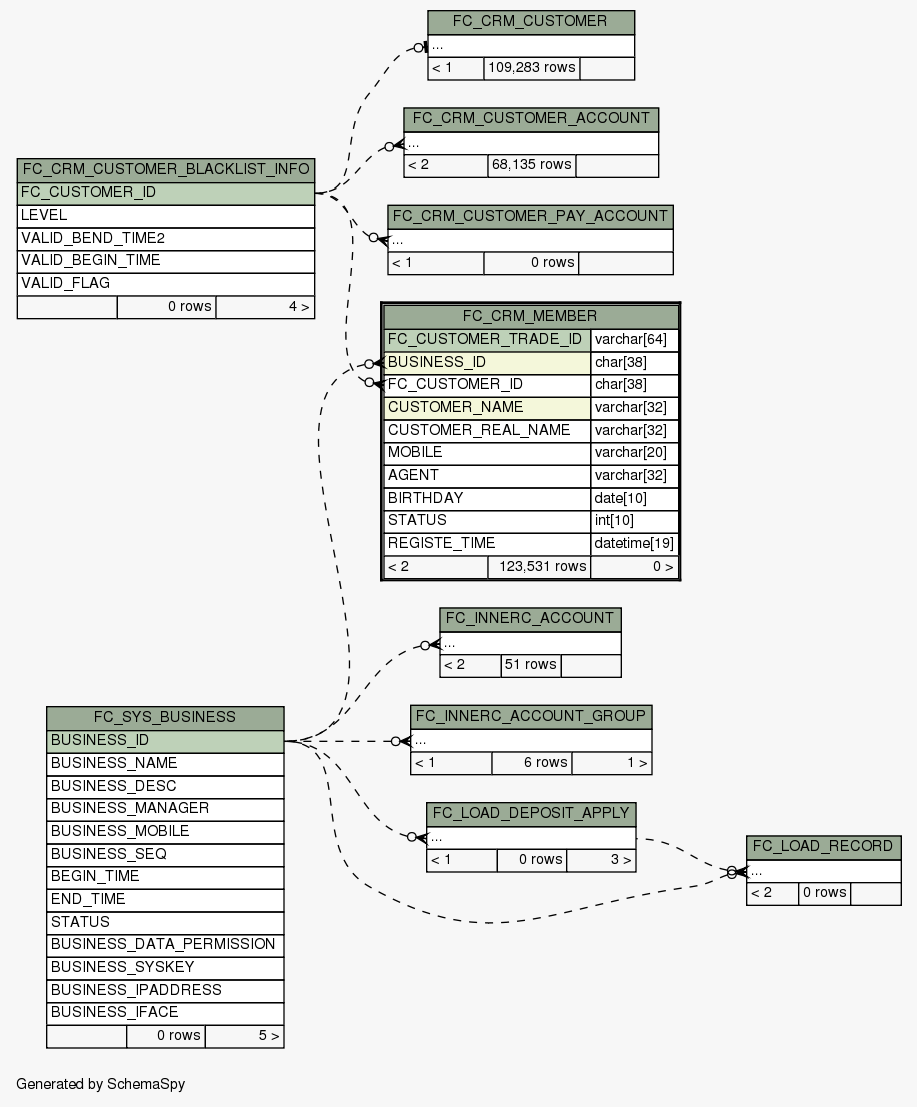 FC_CRM_CUSTOMER
...
< 1 109,283 rows
FC_CRM_CUSTOMER_ACCOUNT
...
< 2 68,135 rows
FC_CRM_CUSTOMER_BLACKLIST_INFO
FC_CUSTOMER_ID
LEVEL
VALID_BEND_TIME2
VALID_BEGIN_TIME
VALID_FLAG
0 rows 4 >
FC_CRM_CUSTOMER_PAY_ACCOUNT
...
< 1 0 rows
FC_CRM_MEMBER
FC_CUSTOMER_TRADE_ID varchar[64]
BUSINESS_ID char[38]
FC_CUSTOMER_ID char[38]
CUSTOMER_NAME varchar[32]
CUSTOMER_REAL_NAME varchar[32]
MOBILE varchar[20]
AGENT varchar[32]
BIRTHDAY date[10]
STATUS int[10]
REGISTE_TIME datetime[19]
< 2 123,531 rows 0 >
FC_INNERC_ACCOUNT
...
< 2 51 rows
FC_SYS_BUSINESS
BUSINESS_ID
BUSINESS_NAME
BUSINESS_DESC
BUSINESS_MANAGER
BUSINESS_MOBILE
BUSINESS_SEQ
BEGIN_TIME
END_TIME
STATUS
BUSINESS_DATA_PERMISSION
BUSINESS_SYSKEY
BUSINESS_IPADDRESS
BUSINESS_IFACE
0 rows 5 >
FC_INNERC_ACCOUNT_GROUP
...
< 1 6 rows 1 >
FC_LOAD_DEPOSIT_APPLY
...
< 1 0 rows 3 >
FC_LOAD_RECORD
...
< 2 0 rows
Generated by SchemaSpy